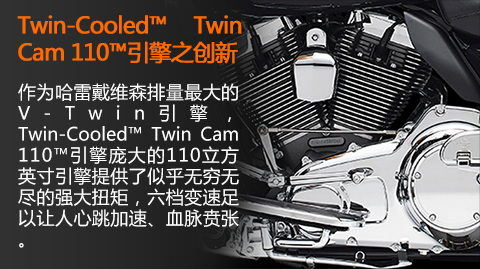 Twin-Cooled™ Twin
Cam 110™引擎之创新
作为哈雷戴维森排量最大的
V-Twin引擎，
Twin-Cooled™ Twin Cam
110™引擎庞大的110立方
英寸引擎提供了似乎无穷无
尽的强大扭矩，六档变速足
以让人心跳加速、血脉贲张
。